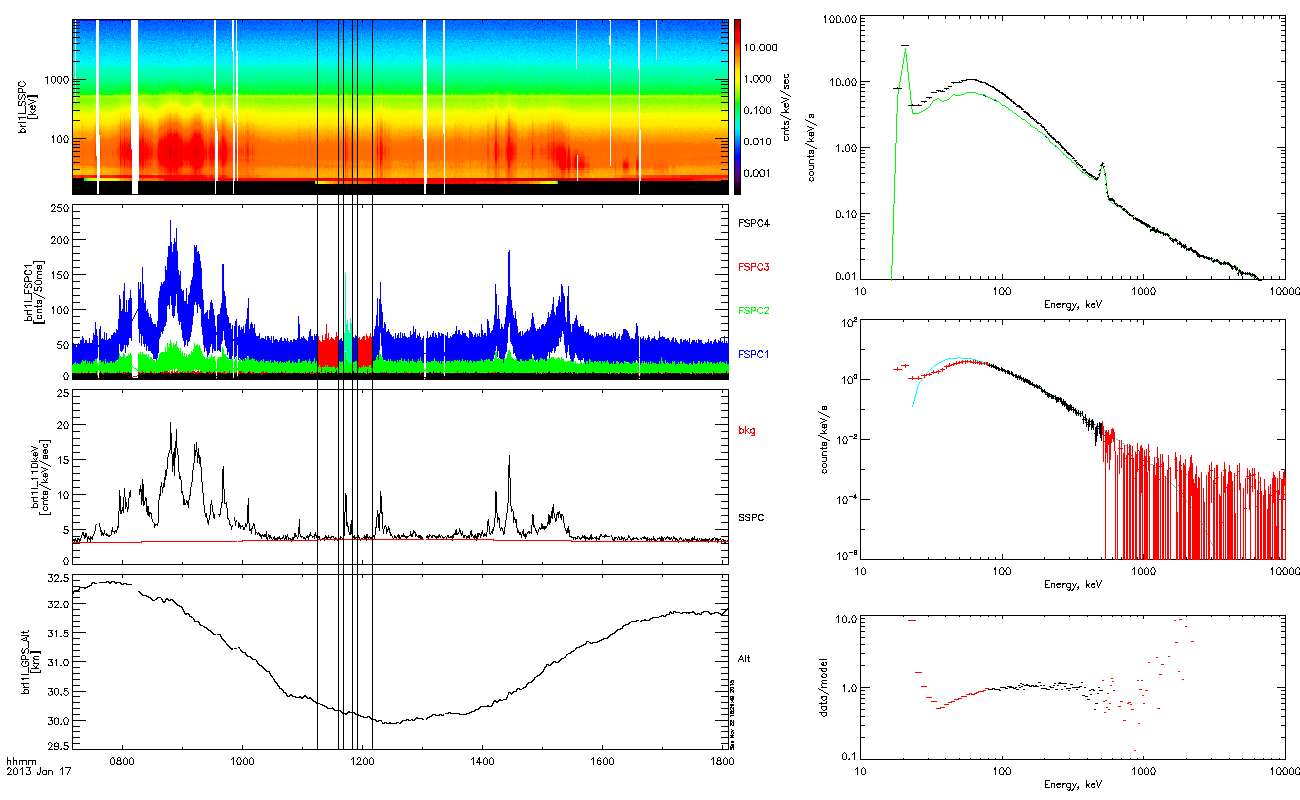 brl1I_SSPC
[keV]
1000
100
10.000
1.000
0.100
0.010
0.001
cnts/keV/sec
brl1I_FSPC1
[cnts/50ms]
250
200
150
100
50
0
FSPC4
FSPC3
FSPC2
FSPC1
brl1I_110keV
[cnts/keV/sec]
25
20
15
10
5
0
bkg
SSPC
brl1I_GPS_Alt
[km]
32.5
32.0
31.5
31.0
30.5
30.0
29.5
Alt
hhmm 0800 1000 1200 1400 1600 1800
2013 Jan 17
counts/keV/s
100.00
10.00
1.00
0.10
0.01
10 100 1000 10000
Energy, keV
counts/keV/s
10²
10⁰
10⁻²
10⁻⁴
10⁻⁶
10 100 1000 10000
Energy, keV
data/model
10.0
1.0
0.1
10 100 1000 10000
Energy, keV